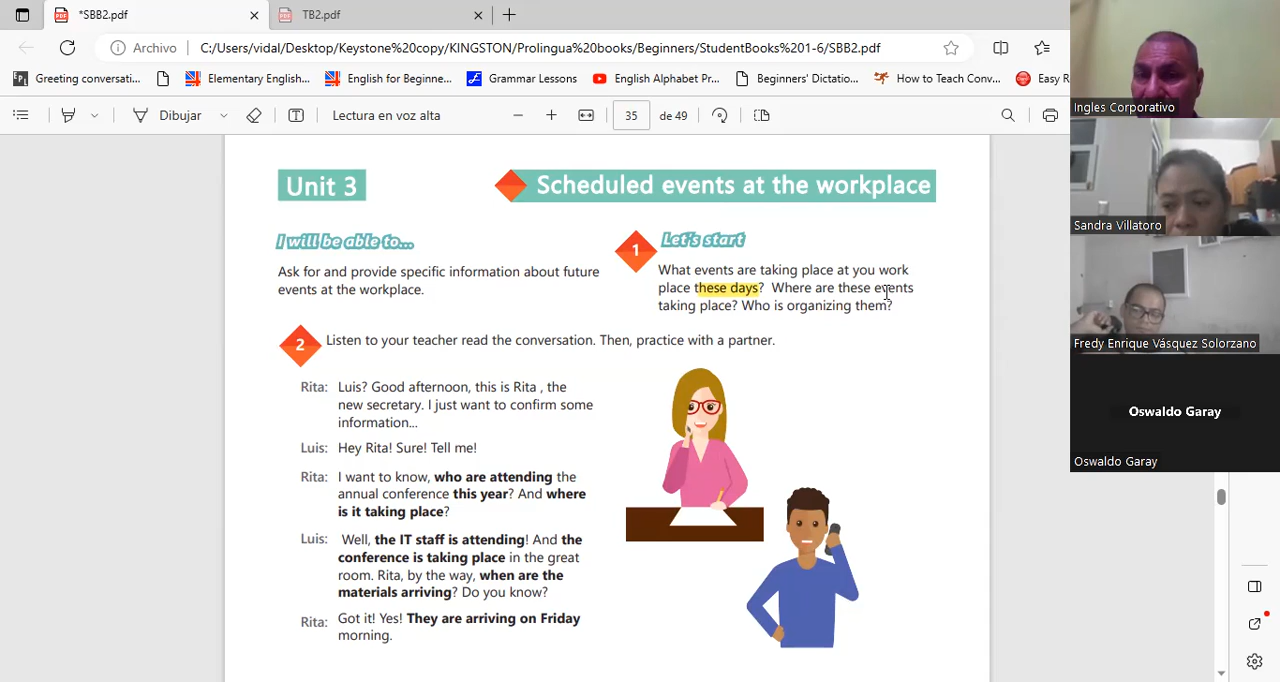 *SBB2.pdf
TB2.pdf
Archivo
C:/Users/vidal/Desktop/Keystone%20copy/KINGSTON/Prolingua%20books/Beginners/StudentBooks%201-6/SBB2.pdf
Greeting conversati...
Elementary English...
English for Beginne...
Grammar Lessons
English Alphabet Pr...
Beginners' Dictatio...
How to Teach Conv...
Easy R
Dibujar
Lectura en voz alta
35
de 49
Unit 3
Scheduled events at the workplace
I will be able to...
Ask for and provide specific information about future
events at the workplace.
1
Let's start
What events are taking place at you work
place these days? Where are these events
taking place? Who is organizing them?
2
Listen to your teacher read the conversation. Then, practice with a partner.
Rita: Luis? Good afternoon, this is Rita , the
new secretary. I just want to confirm some
information...
Luis: Hey Rita! Sure! Tell me!
Rita: I want to know, who are attending the
annual conference this year? And where
is it taking place?
Luis: Well, the IT staff is attending! And the
conference is taking place in the great
room. Rita, by the way, when are the
materials arriving? Do you know?
Rita: Got it! Yes! They are arriving on Friday
morning.
Ingles Corporativo
Sandra Villatoro
Fredy Enrique Vásquez Solorzano
Oswaldo Garay
Oswaldo Garay